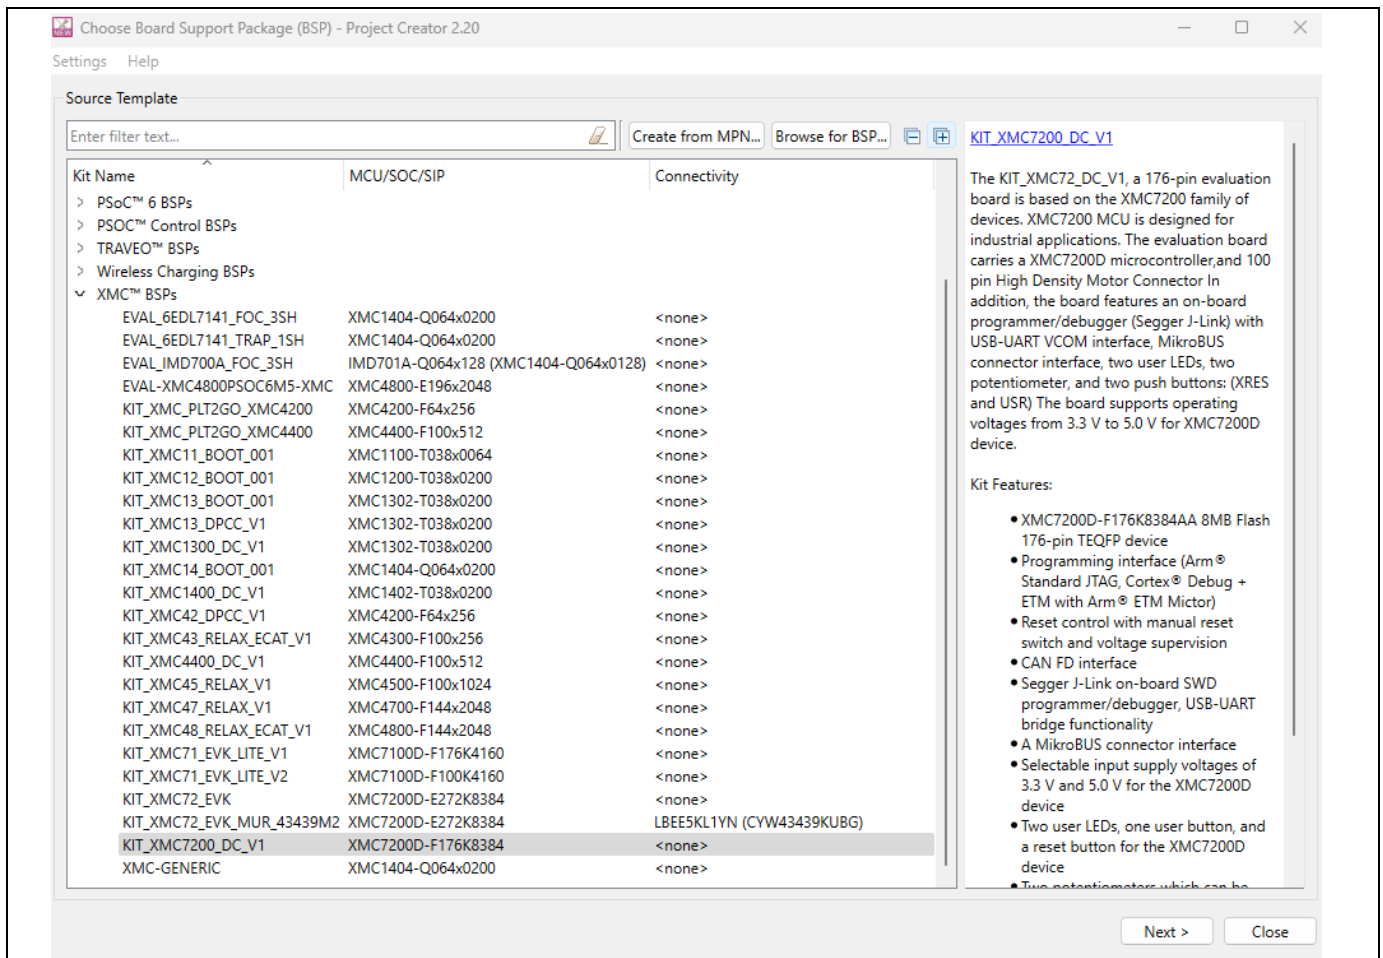 Choose Board Support Package (BSP) - Project Creator 2.20
Settings Help
Source Template
Enter filter text...
Create from MPN... Browse for BSP...
Kit Name MCU/SOC/SIP Connectivity
PSoC™ 6 BSPs
PSOC™ Control BSPs
TRAVEO™ BSPs
Wireless Charging BSPs
XMC™ BSPs
EVAL_6EDL7141_FOC_3SH XMC1404-Q064x0200 <none>
EVAL_6EDL7141_TRAP_1SH XMC1404-Q064x0200 <none>
EVAL_IMD700A_FOC_3SH IMD701A-Q064x128 (XMC1404-Q064x0128) <none>
EVAL-XMC4800PSOC6M5-XMC XMC4800-E196x2048 <none>
KIT_XMC_PLT2GO_XMC4200 XMC4200-F64x256 <none>
KIT_XMC_PLT2GO_XMC4400 XMC4400-F100x512 <none>
KIT_XMC11_BOOT_001 XMC1100-T038x0064 <none>
KIT_XMC12_BOOT_001 XMC1200-T038x0200 <none>
KIT_XMC13_BOOT_001 XMC1302-T038x0200 <none>
KIT_XMC13_DPCC_V1 XMC1302-T038x0200 <none>
KIT_XMC1300_DC_V1 XMC1302-T038x0200 <none>
KIT_XMC14_BOOT_001 XMC1404-Q064x0200 <none>
KIT_XMC1400_DC_V1 XMC1402-T038x0200 <none>
KIT_XMC42_DPCC_V1 XMC4200-F64x256 <none>
KIT_XMC43_RELAX_ECAT_V1 XMC4300-F100x256 <none>
KIT_XMC4400_DC_V1 XMC4400-F100x512 <none>
KIT_XMC45_RELAX_V1 XMC4500-F100x1024 <none>
KIT_XMC47_RELAX_V1 XMC4700-F144x2048 <none>
KIT_XMC48_RELAX_ECAT_V1 XMC4800-F144x2048 <none>
KIT_XMC71_EVK_LITE_V1 XMC7100D-F176K4160 <none>
KIT_XMC71_EVK_LITE_V2 XMC7100D-F100K4160 <none>
KIT_XMC72_EVK XMC7200D-E272K8384 <none>
KIT_XMC72_EVK_MUR_43439M2 XMC7200D-E272K8384 LBEE5KL1YN (CYW43439KUBG)
KIT_XMC7200_DC_V1 XMC7200D-F176K8384 <none>
XMC-GENERIC XMC1404-Q064x0200 <none>
KIT_XMC7200_DC_V1
The KIT_XMC72_DC_V1, a 176-pin evaluation
board is based on the XMC7200 family of
devices. XMC7200 MCU is designed for
industrial applications. The evaluation board
carries a XMC7200D microcontroller,and 100
pin High Density Motor Connector In
addition, the board features an on-board
programmer/debugger (Segger J-Link) with
USB-UART VCOM interface, MikroBUS
connector interface, two user LEDs, two
potentiometer, and two push buttons: (XRES
and USR) The board supports operating
voltages from 3.3 V to 5.0 V for XMC7200D
device.
Kit Features:
• XMC7200D-F176K8384AA 8MB Flash
176-pin TEQFP device
• Programming interface (Arm®
Standard JTAG, Cortex® Debug +
ETM with Arm® ETM Mictor)
• Reset control with manual reset
switch and voltage supervision
• CAN FD interface
• Segger J-Link on-board SWD
programmer/debugger, USB-UART
bridge functionality
• A MikroBUS connector interface
• Selectable input supply voltages of
3.3 V and 5.0 V for the XMC7200D
device
• Two user LEDs, one user button, and
a reset button for the XMC7200D
device
• Two potentiometers which can be
Next > Close